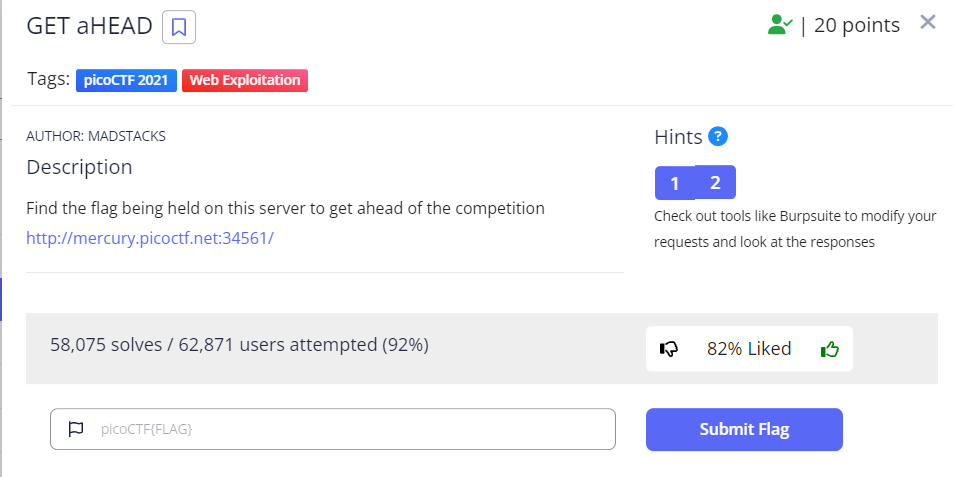 GET aHEAD
| 20 points
Tags: picoCTF 2021 Web Exploitation
AUTHOR: MADSTACKS
Description
Find the flag being held on this server to get ahead of the competition
http://mercury.picoctf.net:34561/
Hints ?
1 2
Check out tools like Burpsuite to modify your
requests and look at the responses
58,075 solves / 62,871 users attempted (92%)
82% Liked
picoCTF{FLAG}
Submit Flag